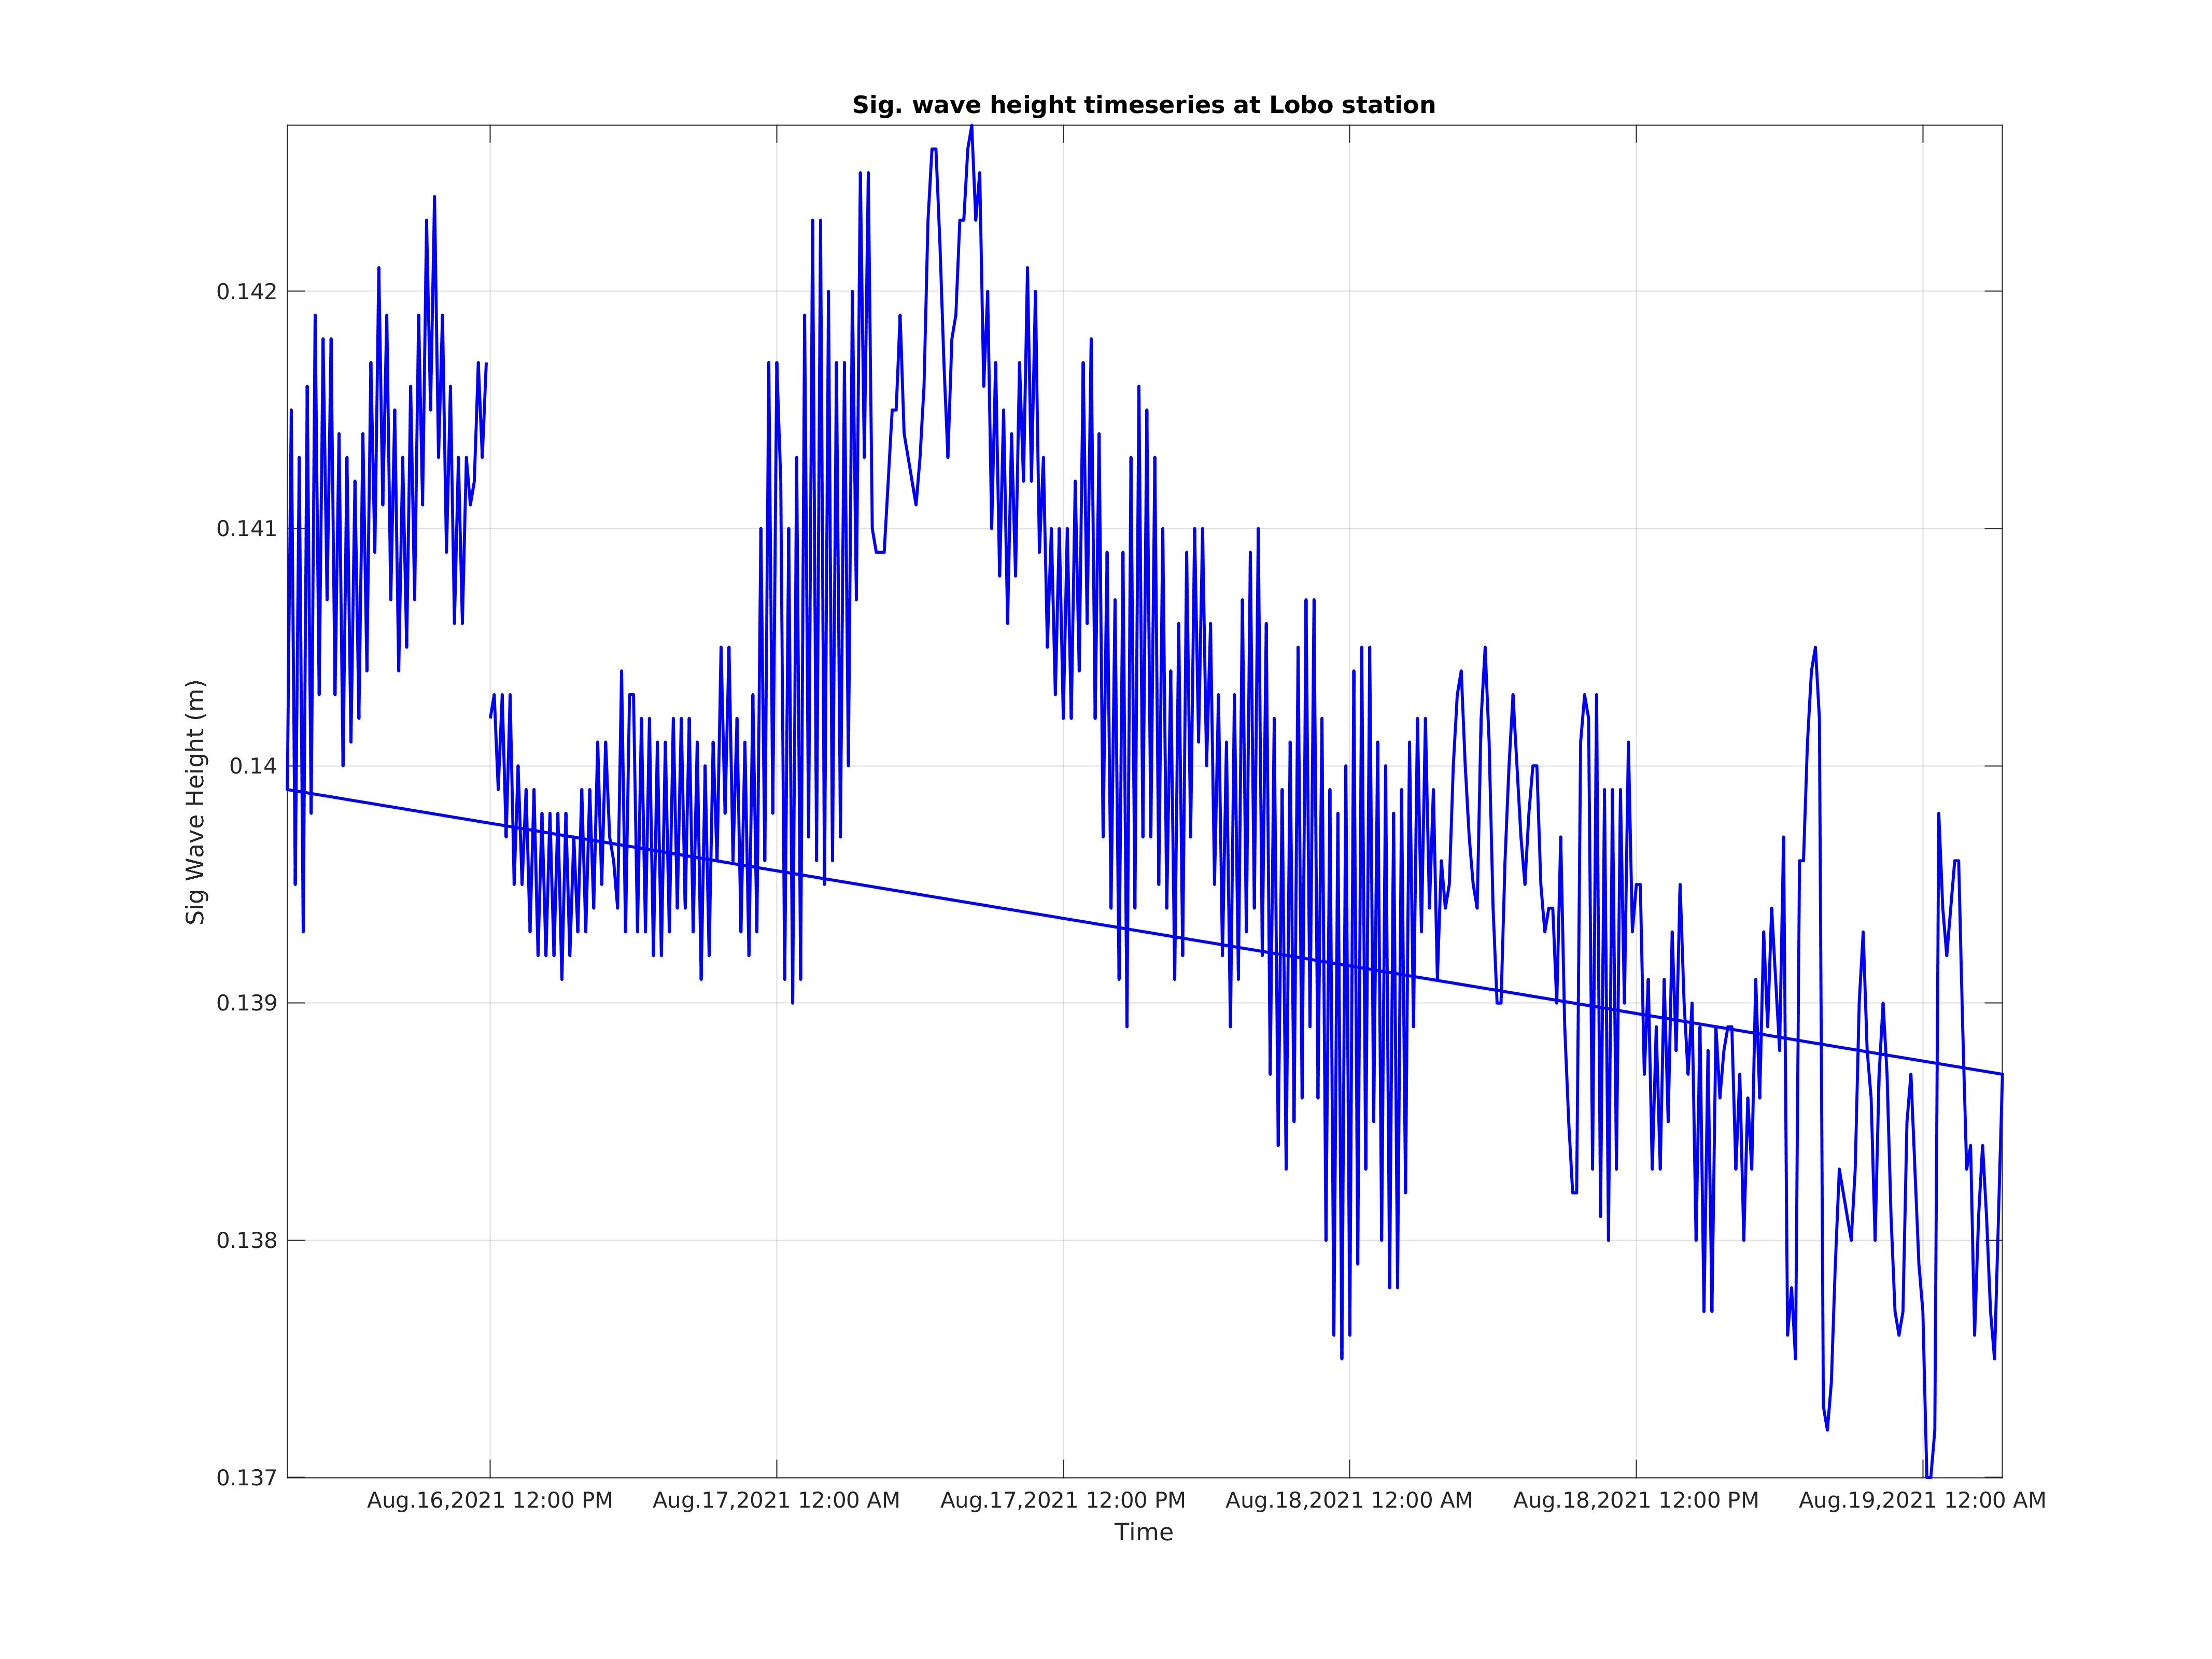 Sig. wave height timeseries at Lobo station
0.142
0.141
0.14
0.139
0.138
0.137
Sig Wave Height (m)
Aug.16,2021 12:00 PM
Aug.17,2021 12:00 AM
Aug.17,2021 12:00 PM
Aug.18,2021 12:00 AM
Aug.18,2021 12:00 PM
Aug.19,2021 12:00 AM
Time